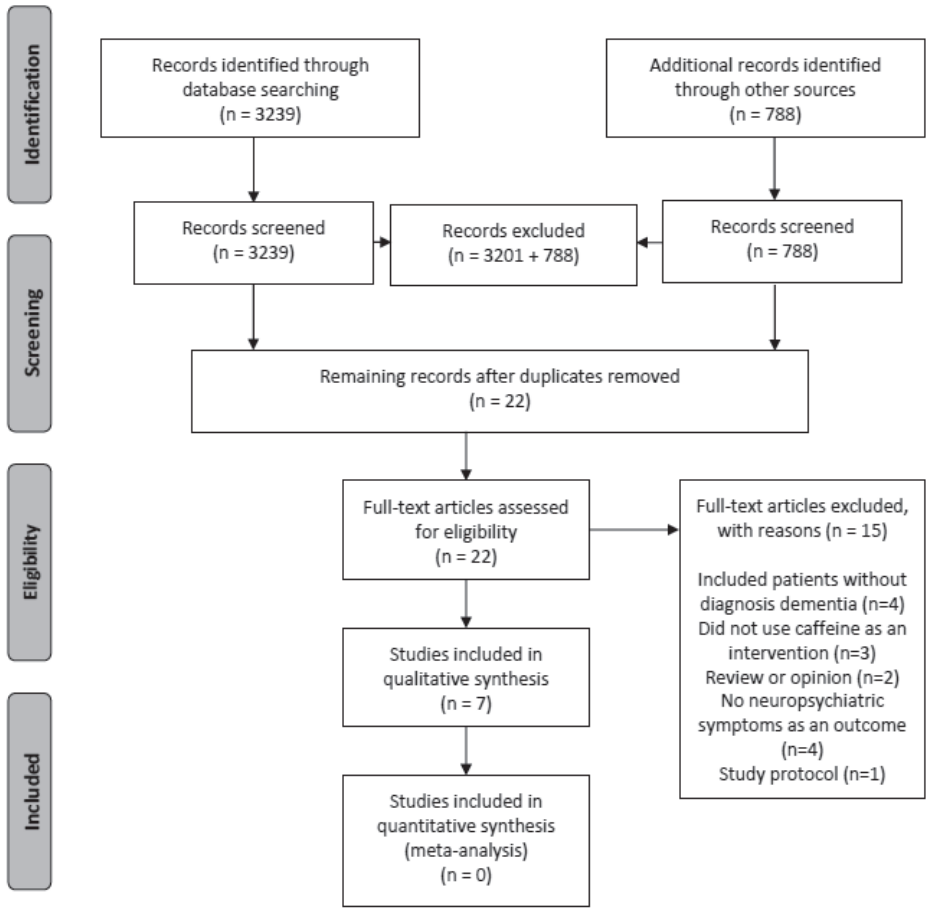 Identification
Records identified through
database searching
(n = 3239)
Additional records identified
through other sources
(n = 788)
Screening
Records screened
(n = 3239)
Records excluded
(n = 3201 + 788)
Records screened
(n = 788)
Remaining records after duplicates removed
(n = 22)
Eligibility
Full-text articles assessed
for eligibility
(n = 22)
Full-text articles excluded,
with reasons (n = 15)
Included patients without
diagnosis dementia (n=4)
Did not use caffeine as an
intervention (n=3)
Review or opinion (n=2)
No neuropsychiatric
symptoms as an outcome
(n=4)
Study protocol (n=1)
Studies included in
qualitative synthesis
(n = 7)
Included
Studies included in
quantitative synthesis
(meta-analysis)
(n = 0)